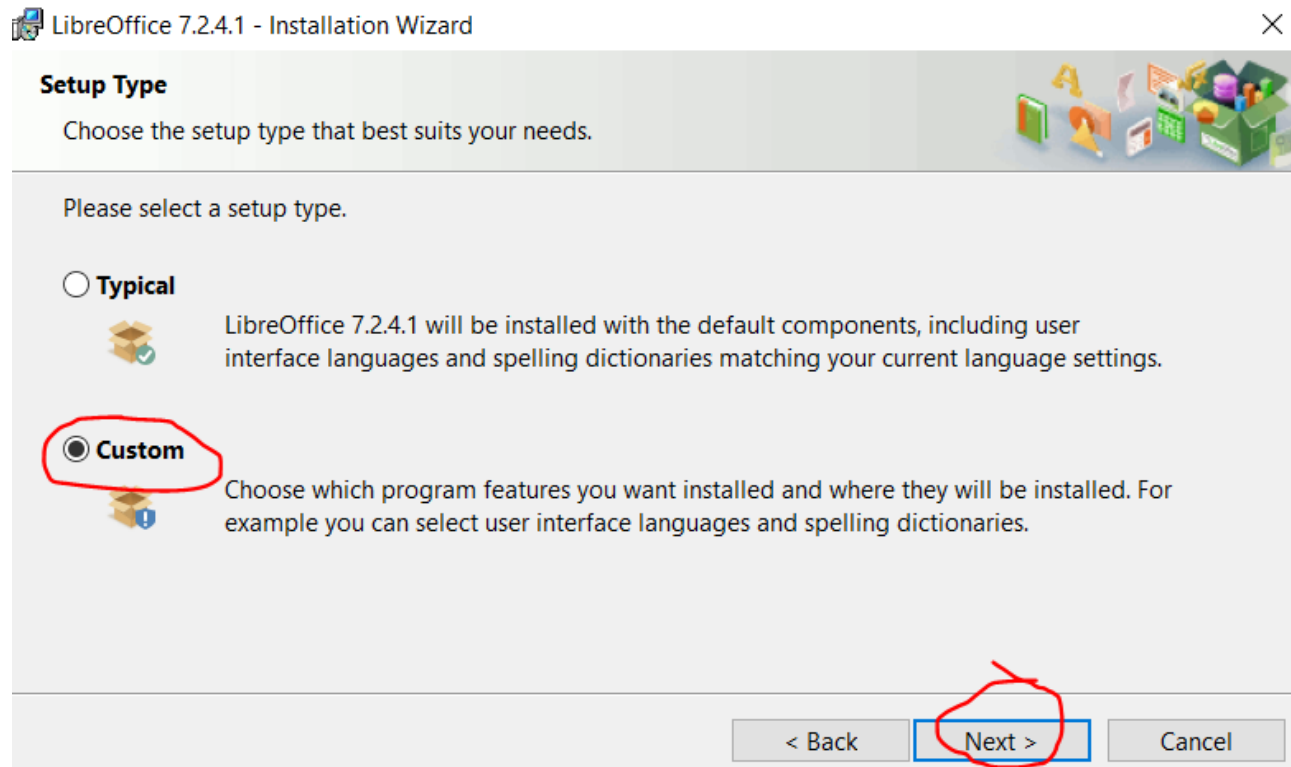 LibreOffice 7.2.4.1 - Installation Wizard
Setup Type
Choose the setup type that best suits your needs.
Please select a setup type.
Typical
LibreOffice 7.2.4.1 will be installed with the default components, including user
interface languages and spelling dictionaries matching your current language settings.
Custom
Choose which program features you want installed and where they will be installed. For
example you can select user interface languages and spelling dictionaries.
< Back
Next >
Cancel